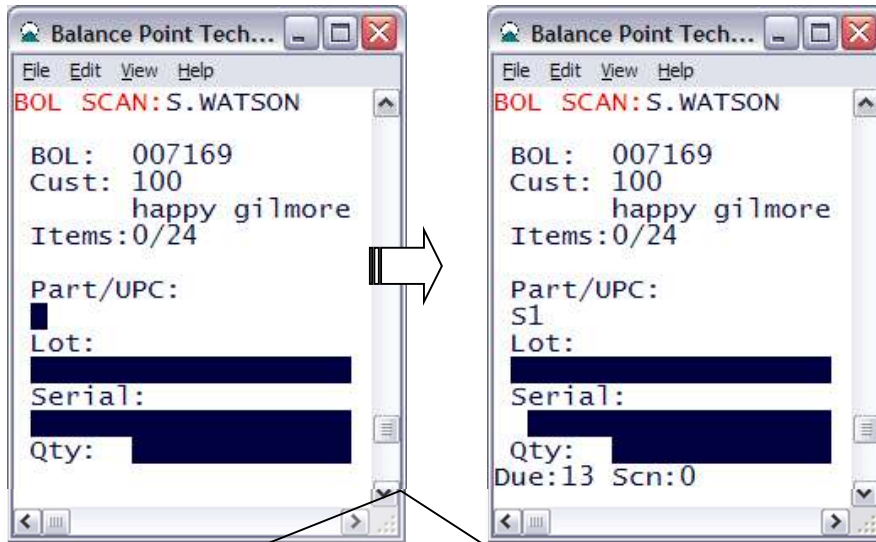 Balance Point Tech...
File Edit View Help
BOL SCAN:S.WATSON
BOL: 007169
Cust: 100
happy gilmore
Items:0/24
Part/UPC:
Lot:
Serial:
Qty:
Balance Point Tech...
File Edit View Help
BOL SCAN:S.WATSON
BOL: 007169
Cust: 100
happy gilmore
Items:0/24
Part/UPC:
S1
Lot:
Serial:
Qty:
Due:13 Scn:0